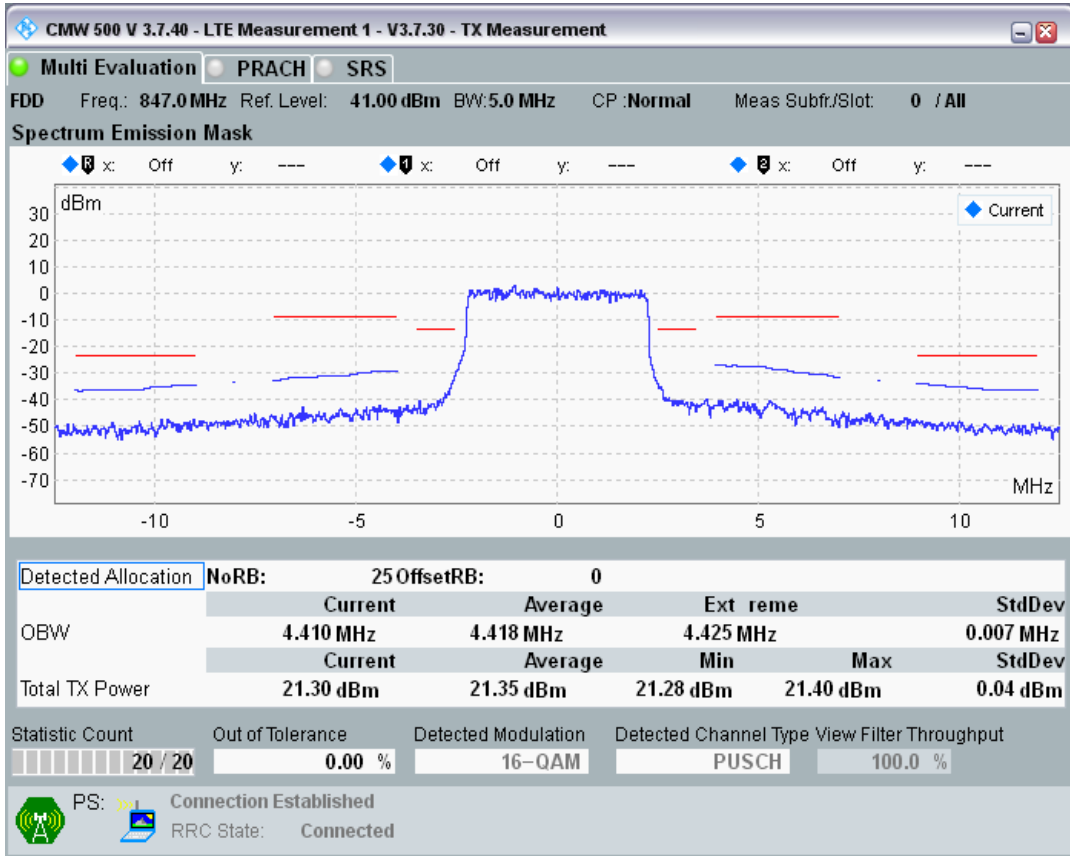 CMW 500 V 3.7.40 - LTE Measurement 1 - V3.7.30 - TX Measurement
Multi Evaluation PRACH SRS
FDD Freq.: 847.0 MHz Ref. Level: 41.00 dBm BW: 5.0 MHz CP : Normal Meas Subfr./Slot: 0 / All
Spectrum Emission Mask
R x: Off y: --- 1 x: Off y: --- 2 x: Off y: ---
dBm
Current
30
20
10
0
-10
-20
-30
-40
-50
-60
-70
MHz
-10 -5 0 5 10
Detected Allocation NoRB: 25 OffsetRB: 0
Current Average Ext reme StdDev
OBW 4.410 MHz 4.418 MHz 4.425 MHz 0.007 MHz
Current Average Min Max StdDev
Total TX Power 21.30 dBm 21.35 dBm 21.28 dBm 21.40 dBm 0.04 dBm
Statistic Count Out of Tolerance Detected Modulation Detected Channel Type View Filter Throughput
20 / 20 0.00 % 16-QAM PUSCH 100.0 %
PS: Connection Established
RRC State: Connected